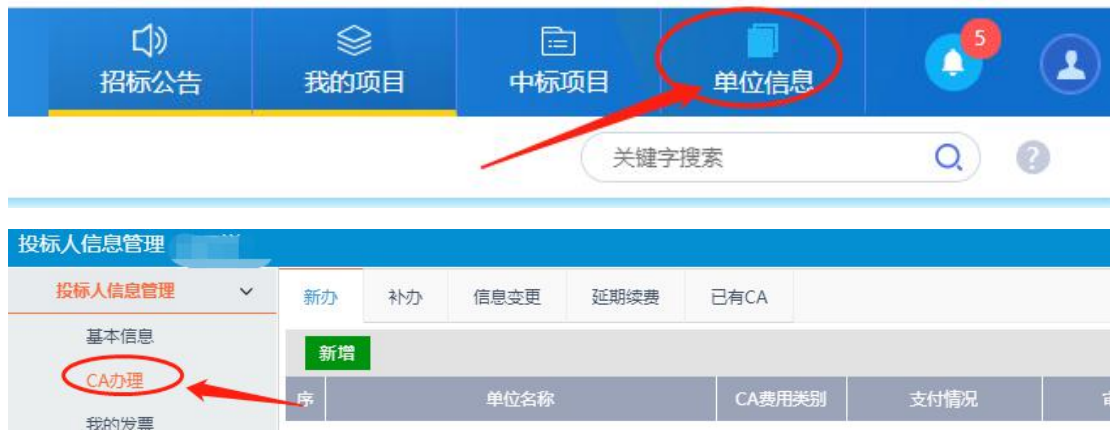 招标公告 我的项目 中标项目 单位信息 5
关键字搜索 ?
投标人信息管理
投标人信息管理 新办 补办 信息变更 延期续费 已有CA
基本信息
新增
CA办理
序 单位名称 CA费用类别 支付情况
我的发票